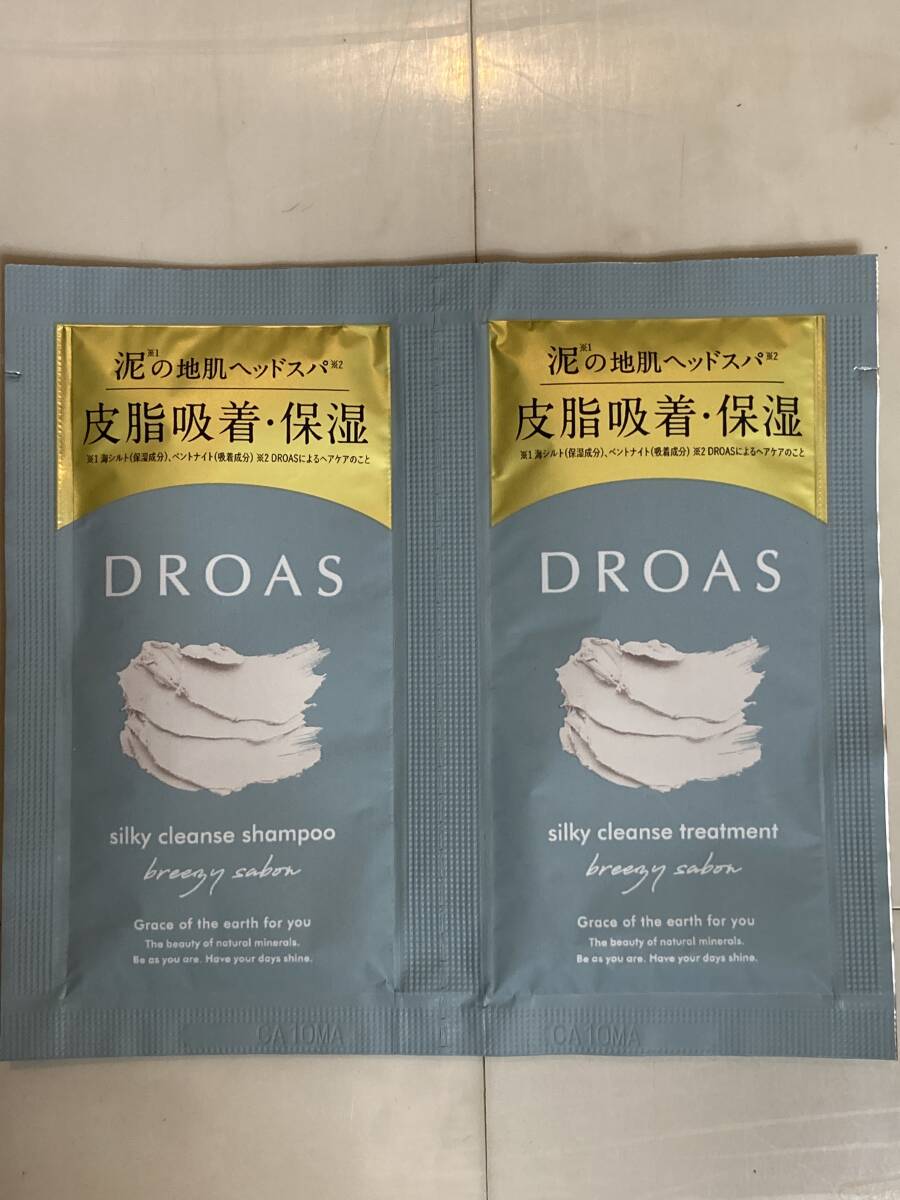 泥※1の地肌ヘッドスパ※2
皮脂吸着・保湿
※1 海シルト(保湿成分)、ベントナイト(吸着成分) ※2 DROASによるヘアケアのこと
DROAS
silky cleanse shampoo
breezy sabon
Grace of the earth for you
The beauty of natural minerals.
Be as you are. Have your days shine.
CA10MA
泥※1の地肌ヘッドスパ※2
皮脂吸着・保湿
※1 海シルト(保湿成分)、ベントナイト(吸着成分) ※2 DROASによるヘアケアのこと
DROAS
silky cleanse treatment
breezy sabon
Grace of the earth for you
The beauty of natural minerals.
Be as you are. Have your days shine.
CA10MA